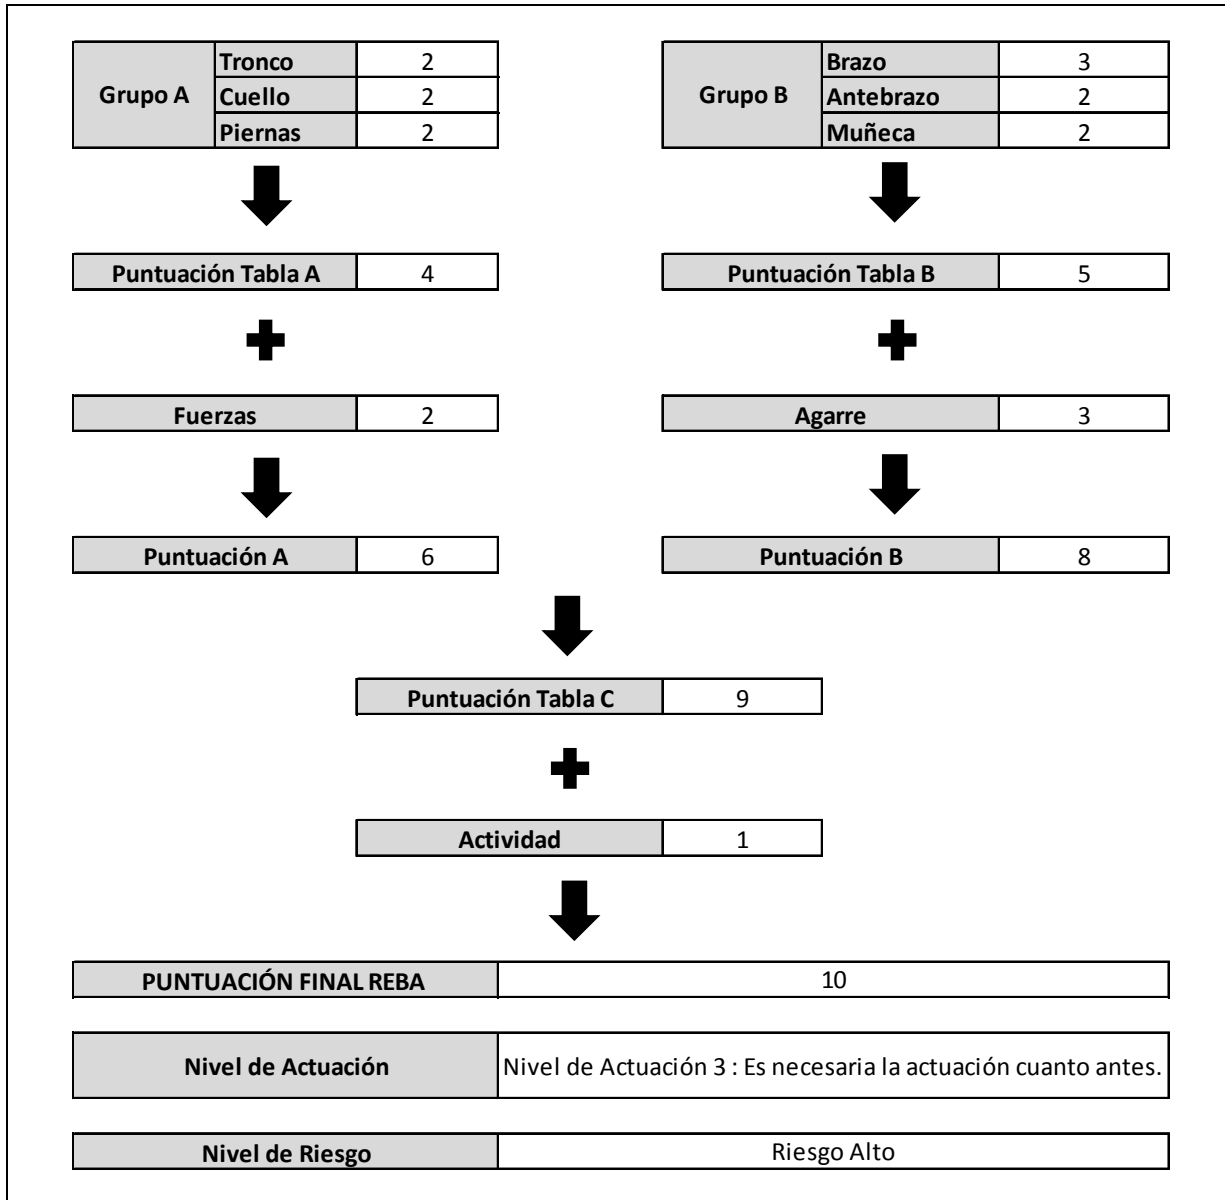 Grupo A
Tronco 2
Cuello 2
Piernas 2
Grupo B
Brazo 3
Antebrazo 2
Muñeca 2
Puntuación Tabla A 4
Puntuación Tabla B 5
Fuerzas 2
Agarre 3
Puntuación A 6
Puntuación B 8
Puntuación Tabla C 9
Actividad 1
PUNTUACIÓN FINAL REBA 10
Nivel de Actuación Nivel de Actuación 3 : Es necesaria la actuación cuanto antes.
Nivel de Riesgo Riesgo Alto